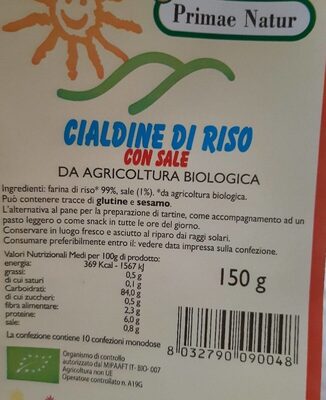 Primae Natur
CIALDINE DI RISO
CON SALE
DA AGRICOLTURA BIOLOGICA
Ingredienti: farina di riso* 99%, sale (1%). *da agricoltura biologica.
Può contenere tracce di glutine e sesamo.
L'alternativa al pane per la preparazione di tartine, come accompagnamento ad un
pasto leggero o come snack in tutte le ore del giorno.
Conservare in luogo fresco e asciutto al riparo dai raggi solari.
Consumare preferibilmente entro il: vedere data impressa sulla confezione.
Valori Nutrizionali Medi per 100g di prodotto:
energia: 369 Kcal - 1567 kJ
grassi: 0,5 g
di cui saturi 0,1 g
Carboidrati: 84,0 g
di cui zuccheri: 0,5 g
fibra alimentare: 2,3 g
proteine: 6,0 g
sale: 0,8 g
150 g
La confezione contiene 10 confezioni monodose
8 032790 090048
Organismo di controllo
autorizzato dal MIPAAFT IT- BIO- 007
Agricoltura non UE
Operatore controllato n. A19G